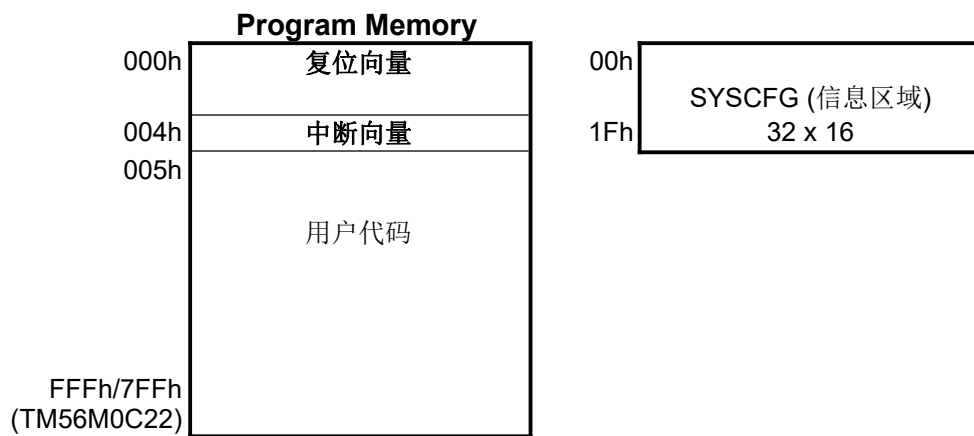 Program Memory
000h
复位向量
00h
SYSCFG (信息区域)
004h
中断向量
1Fh
32 x 16
005h
用户代码
FFFh/7FFh
(TM56M0C22)